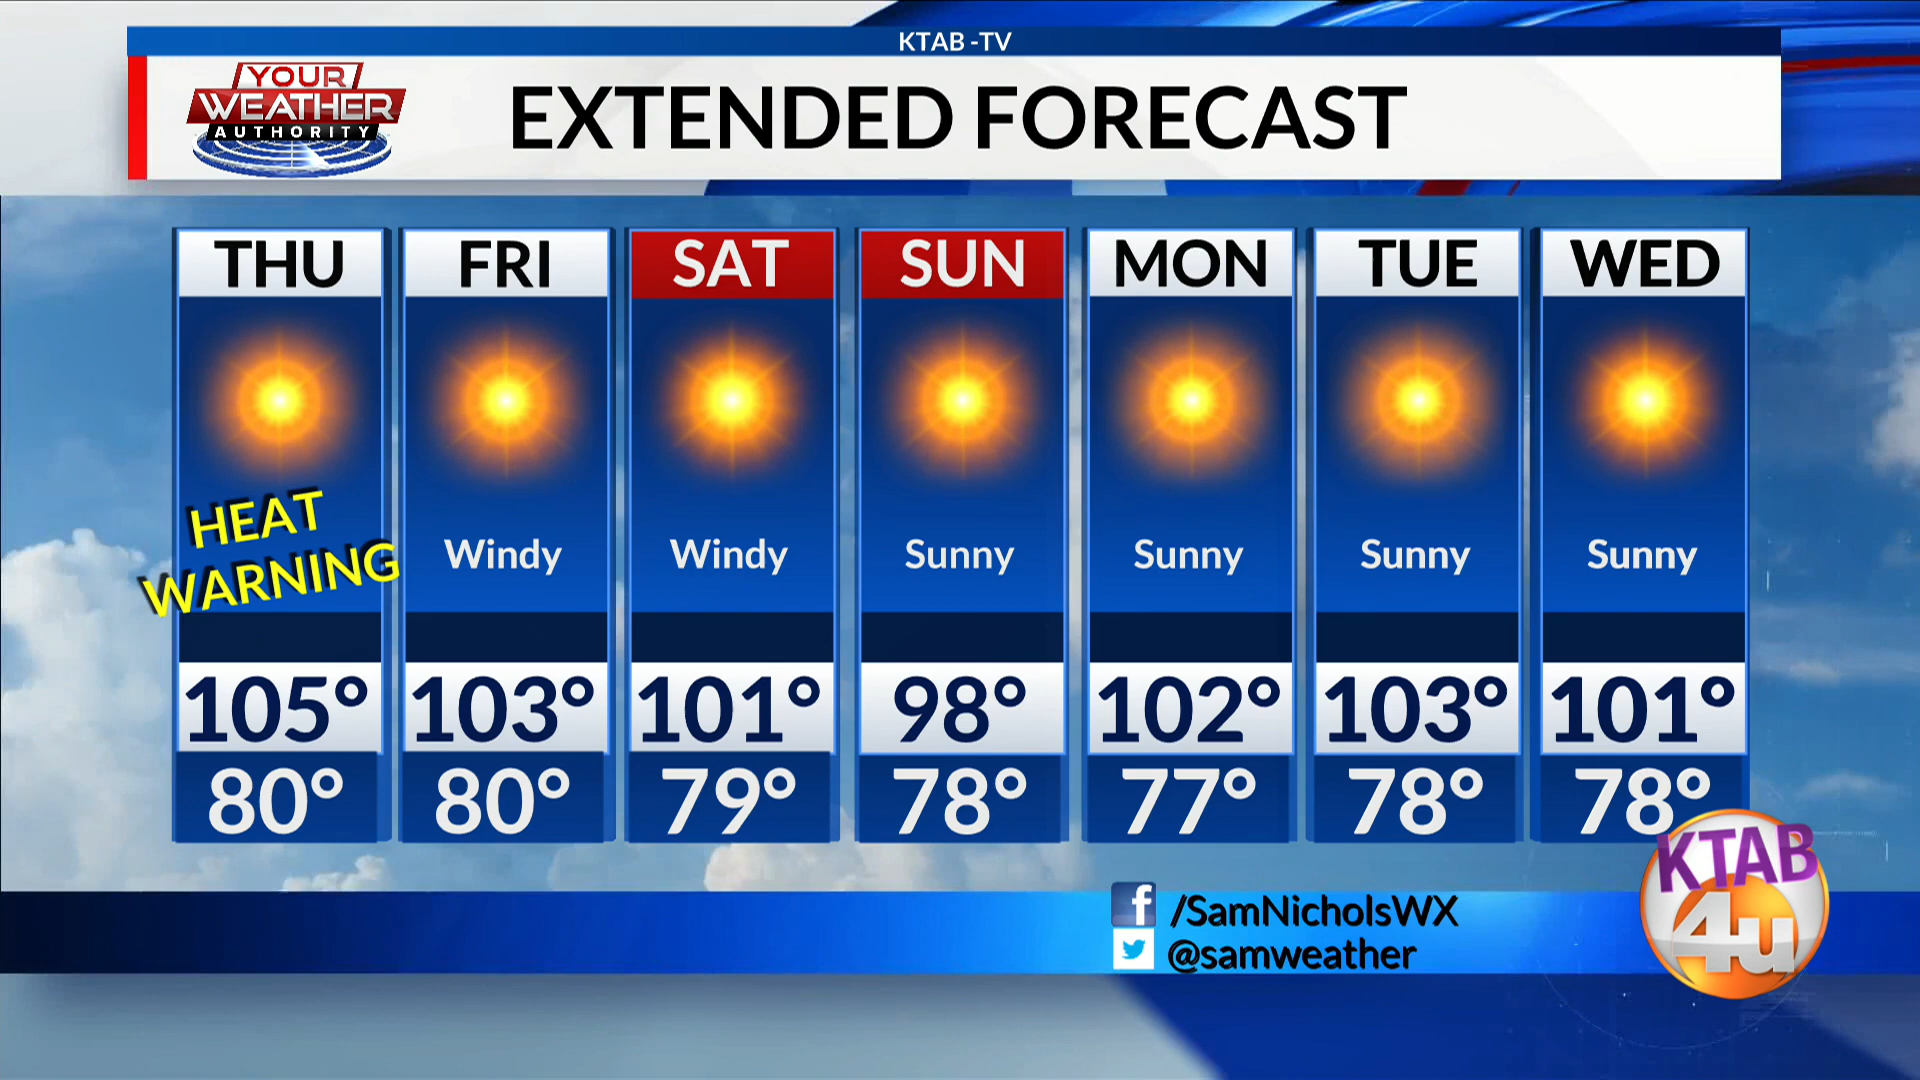 KTAB -TV
YOUR
WEATHER
AUTHORITY
EXTENDED FORECAST
THU FRI SAT SUN MON TUE WED
HEAT
WARNING
Windy Windy Sunny Sunny Sunny Sunny
105° 103° 101° 98° 102° 103° 101°
80° 80° 79° 78° 77° 78° 78°
f /SamNicholsWX
@samweather
KTAB
4u